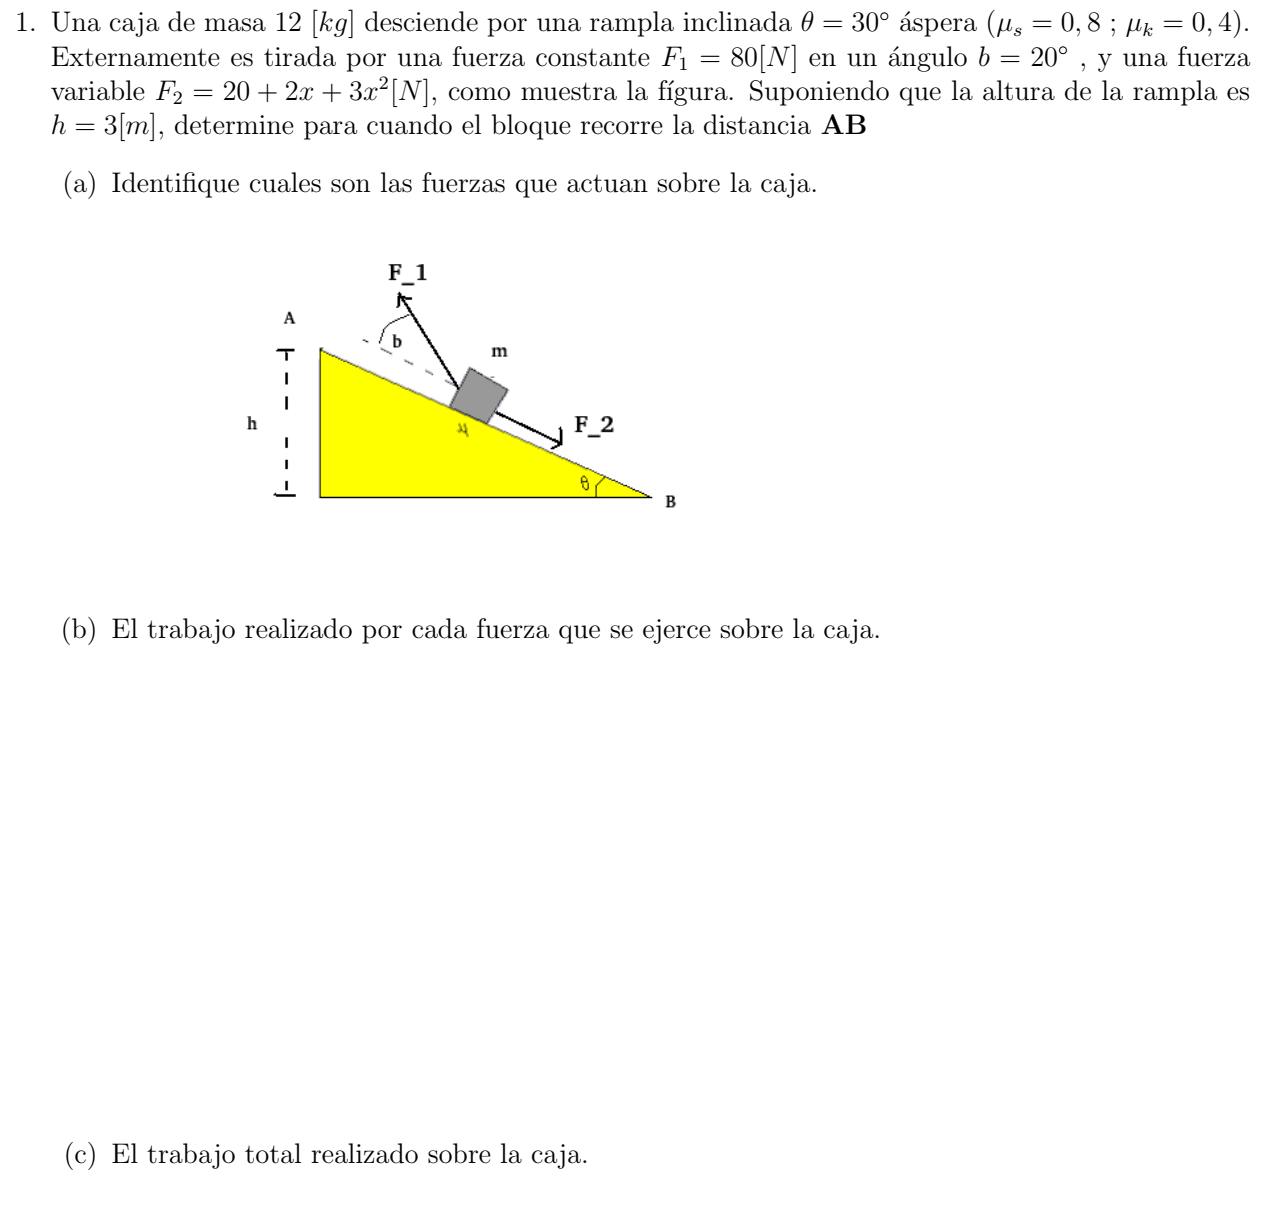 1. Una caja de masa 12 [kg] desciende por una rampla inclinada θ = 30° áspera (μₛ = 0,8 ; μₖ = 0,4).
Externamente es tirada por una fuerza constante F₁ = 80[N] en un ángulo b = 20° , y una fuerza
variable F₂ = 20 + 2x + 3x²[N], como muestra la fígura. Suponiendo que la altura de la rampla es
h = 3[m], determine para cuando el bloque recorre la distancia AB
(a) Identifique cuales son las fuerzas que actuan sobre la caja.
F_1
A
b
m
h
F_2
μ
θ
B
(b) El trabajo realizado por cada fuerza que se ejerce sobre la caja.
(c) El trabajo total realizado sobre la caja.